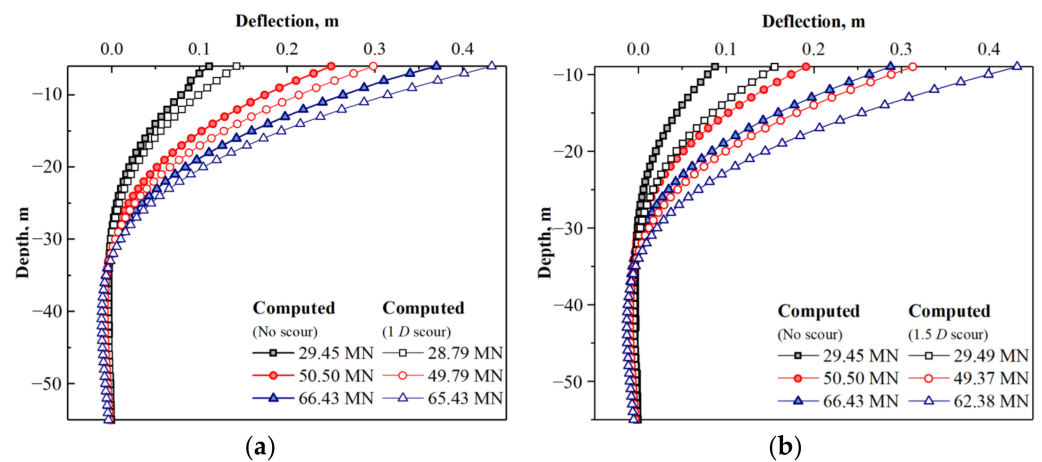 (a)
Deflection, m
0.0 0.1 0.2 0.3 0.4
Depth, m
−10
−20
−30
−40
−50
Computed Computed
(No scour) (1 D scour)
29.45 MN 28.79 MN
50.50 MN 49.79 MN
66.43 MN 65.43 MN
(a)
(b)
Deflection, m
0.0 0.1 0.2 0.3 0.4
Depth, m
−10
−20
−30
−40
−50
Computed Computed
(No scour) (1.5 D scour)
29.45 MN 29.49 MN
50.50 MN 49.37 MN
66.43 MN 62.38 MN
(b)